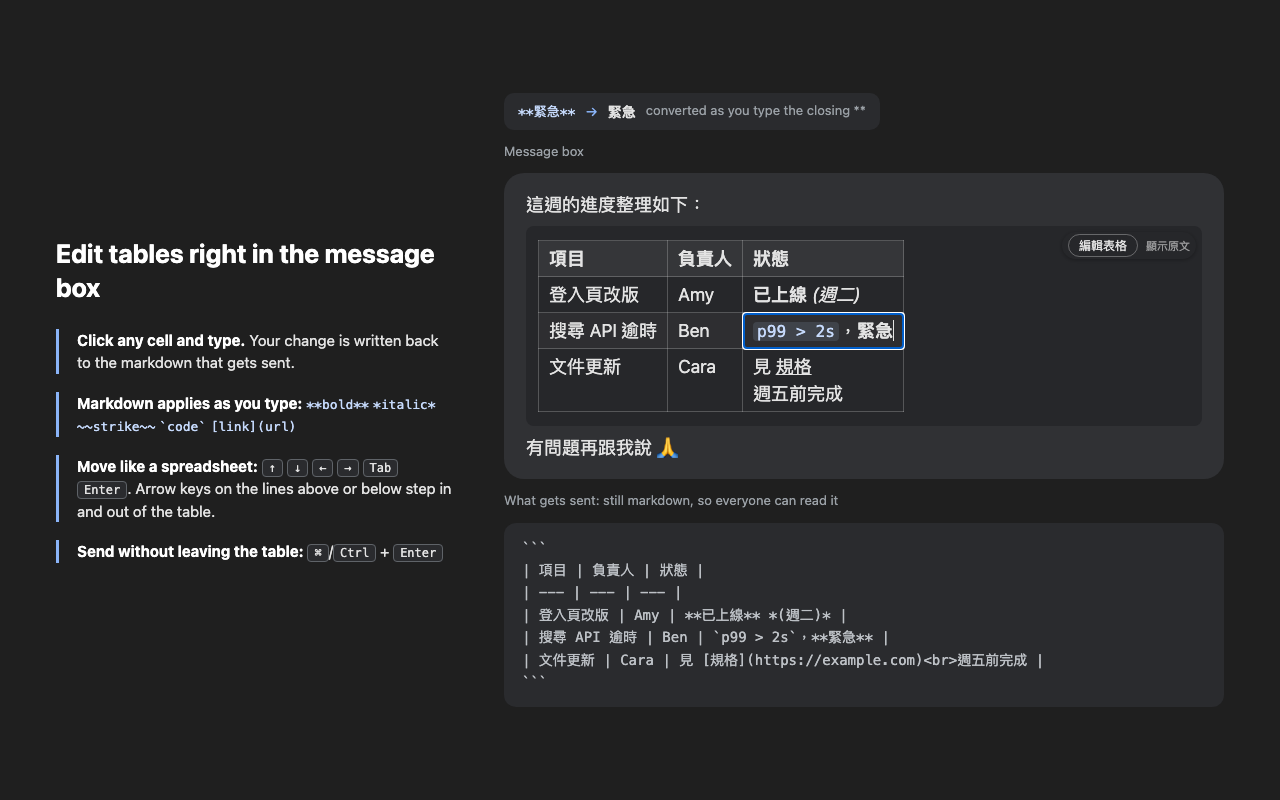 Edit tables right in the message
box
Click any cell and type. Your change is written back
to the markdown that gets sent.
Markdown applies as you type: **bold** *italic*
~~strike~~ `code` [link](url)
Move like a spreadsheet: ↑ ↓ ← → Tab
Enter. Arrow keys on the lines above or below step in
and out of the table.
Send without leaving the table: ⌘/Ctrl + Enter
**緊急** → 緊急 converted as you type the closing **
Message box
這週的進度整理如下：
編輯表格 顯示原文
項目 負責人 狀態
登入頁改版 Amy 已上線 (週二)
搜尋 API 逾時 Ben p99 > 2s，緊急
文件更新 Cara 見 規格
週五前完成
有問題再跟我說 🙏
What gets sent: still markdown, so everyone can read it
```
| 項目 | 負責人 | 狀態 |
| --- | --- | --- |
| 登入頁改版 | Amy | **已上線** *(週二)* |
| 搜尋 API 逾時 | Ben | `p99 > 2s`，**緊急** |
| 文件更新 | Cara | 見 [規格](https://example.com)<br>週五前完成 |
```